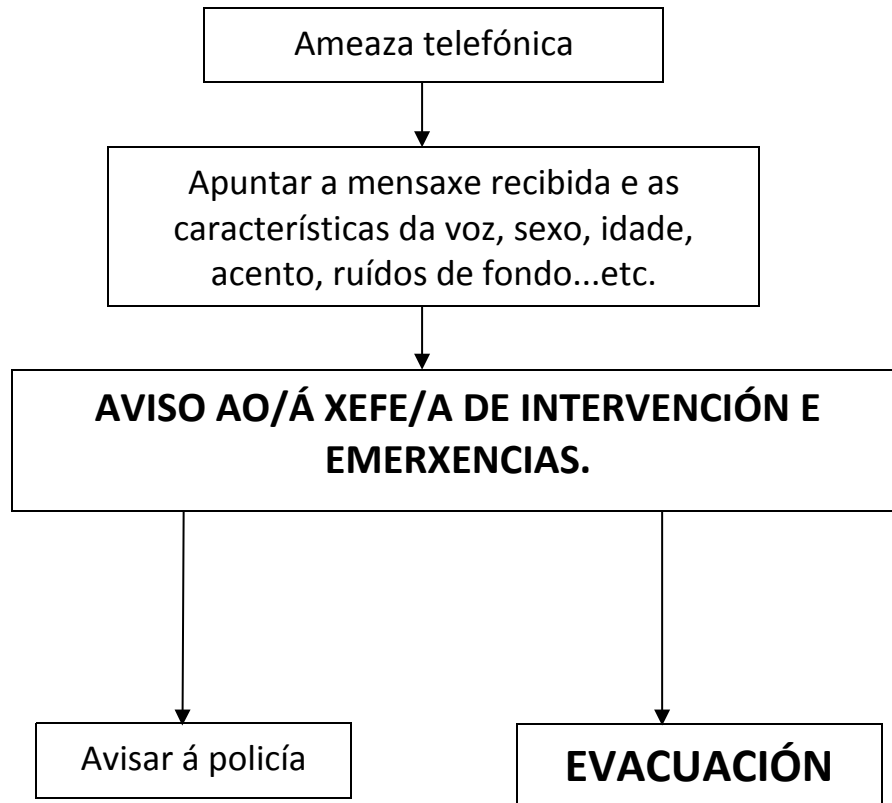 Ameaza telefónica
Apuntar a mensaxe recibida e as
características da voz, sexo, idade,
acento, ruídos de fondo...etc.
AVISO AO/Á XEFE/A DE INTERVENCIÓN E
EMERXENCIAS.
Avisar á policía
EVACUACIÓN